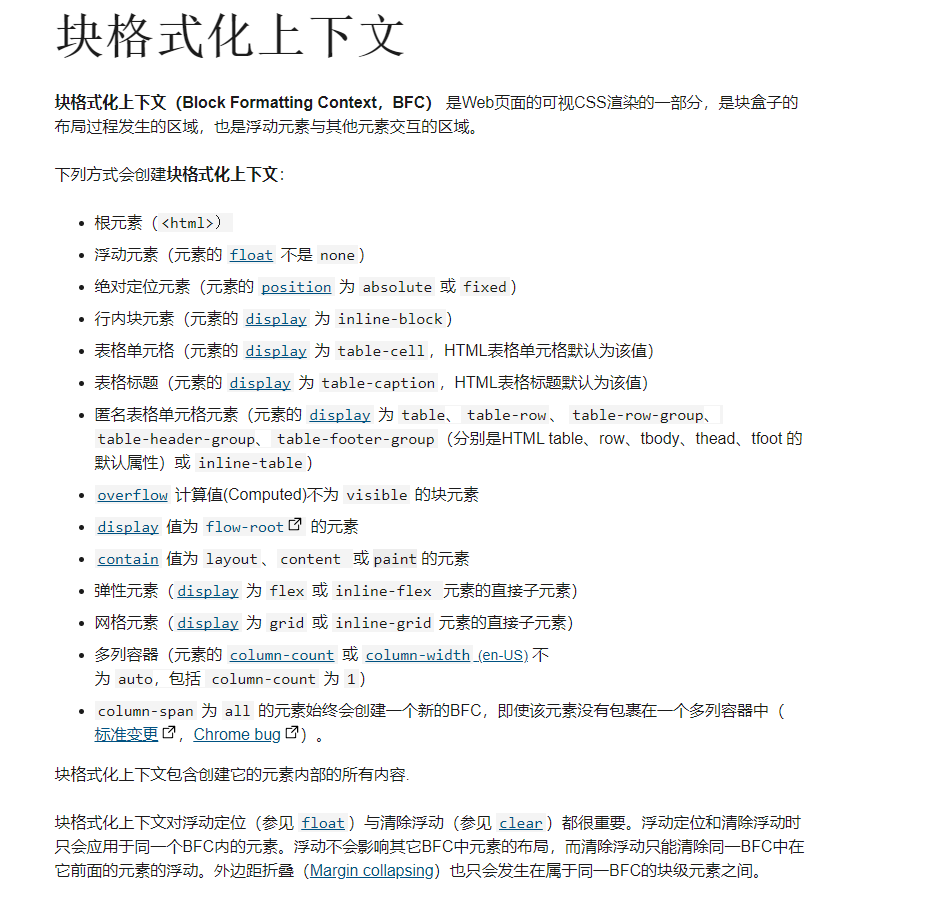 块格式化上下文
块格式化上下文（Block Formatting Context，BFC） 是Web页面的可视CSS渲染的一部分，是块盒子的
布局过程发生的区域，也是浮动元素与其他元素交互的区域。
下列方式会创建块格式化上下文：
• 根元素（<html>）
• 浮动元素（元素的 float 不是 none）
• 绝对定位元素（元素的 position 为 absolute 或 fixed）
• 行内块元素（元素的 display 为 inline-block）
• 表格单元格（元素的 display 为 table-cell，HTML表格单元格默认为该值）
• 表格标题（元素的 display 为 table-caption，HTML表格标题默认为该值）
• 匿名表格单元格元素（元素的 display 为 table、 table-row、 table-row-group、
table-header-group、 table-footer-group（分别是HTML table、row、tbody、thead、tfoot 的
默认属性）或 inline-table）
• overflow 计算值(Computed)不为 visible 的块元素
• display 值为 flow-root 的元素
• contain 值为 layout、content 或 paint 的元素
• 弹性元素（display 为 flex 或 inline-flex 元素的直接子元素）
• 网格元素（display 为 grid 或 inline-grid 元素的直接子元素）
• 多列容器（元素的 column-count 或 column-width (en-US) 不
为 auto，包括 column-count 为 1）
• column-span 为 all 的元素始终会创建一个新的BFC，即使该元素没有包裹在一个多列容器中（
标准变更，Chrome bug）。
块格式化上下文包含创建它的元素内部的所有内容.
块格式化上下文对浮动定位（参见 float）与清除浮动（参见 clear）都很重要。浮动定位和清除浮动时
只会应用于同一个BFC内的元素。浮动不会影响其它BFC中元素的布局，而清除浮动只能清除同一BFC中在
它前面的元素的浮动。外边距折叠（Margin collapsing）也只会发生在属于同一BFC的块级元素之间。